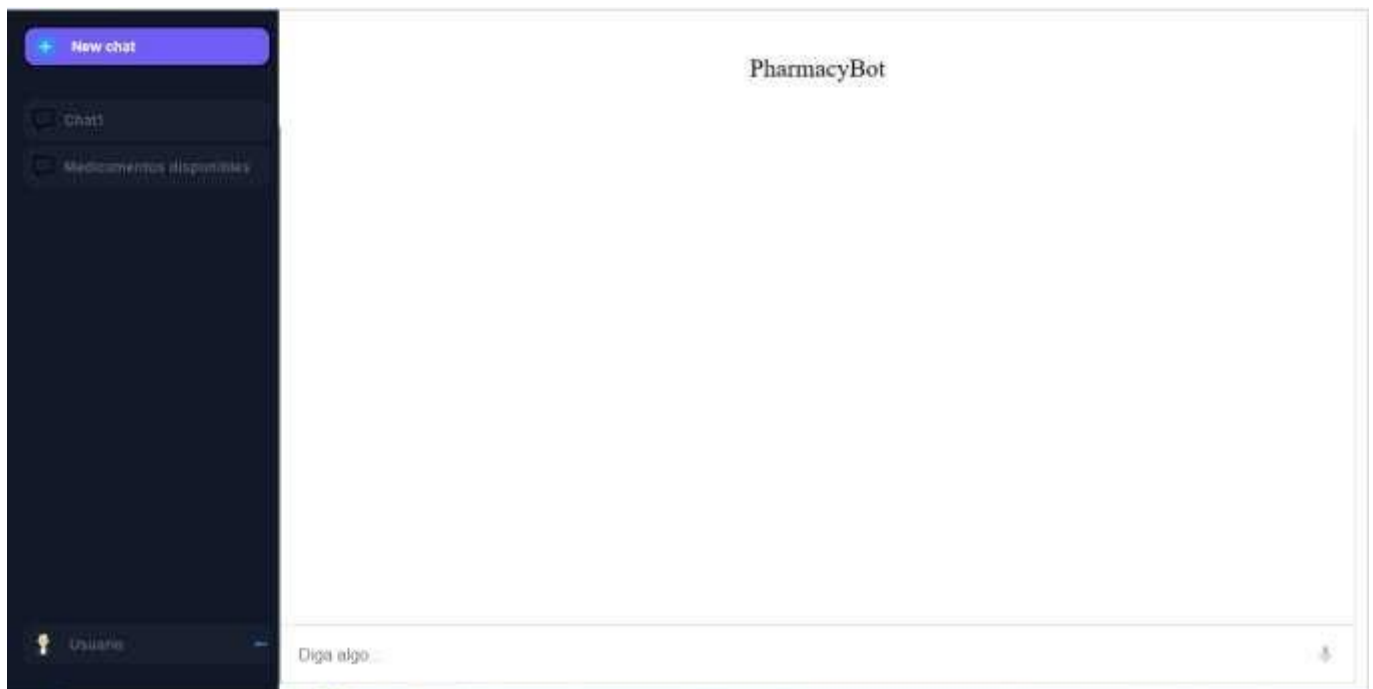 New chat
Chat1
Medicamentos disponibles
Usuario
PharmacyBot
Diga algo...